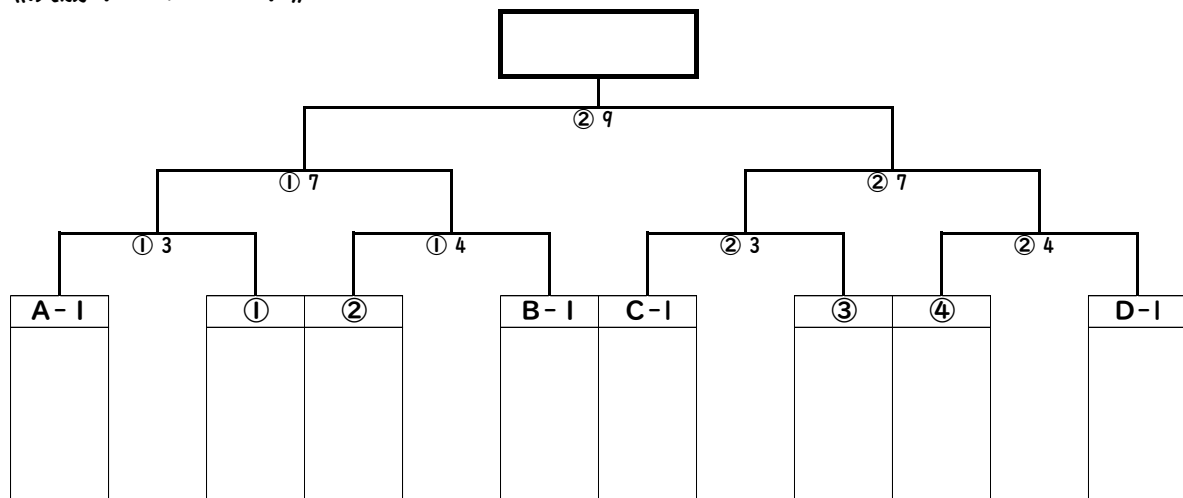 ② 9
① 7 ② 7
① 3 ① 4 ② 3 ② 4
A-1 ① ② B-1 C-1 ③ ④ D-1